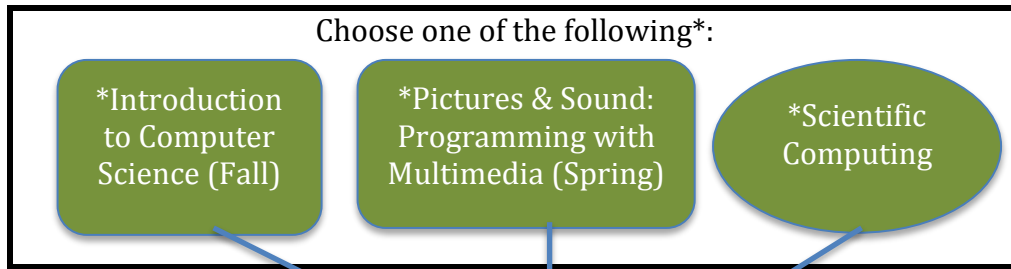 Choose one of the following*:
*Introduction
to Computer
Science (Fall)
*Pictures & Sound:
Programming with
Multimedia (Spring)
*Scientific
Computing